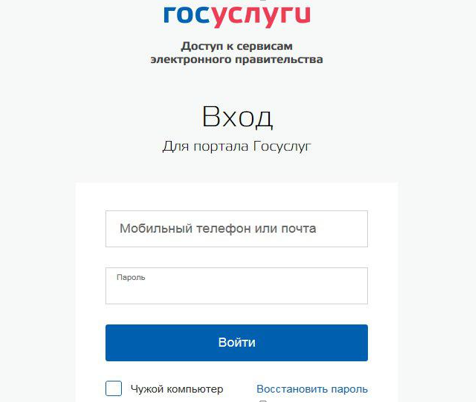 госуслуги
Доступ к сервисам
электронного правительства
Вход
Для портала Госуслуг
Мобильный телефон или почта
Пароль
Войти
Чужой компьютер Восстановить пароль